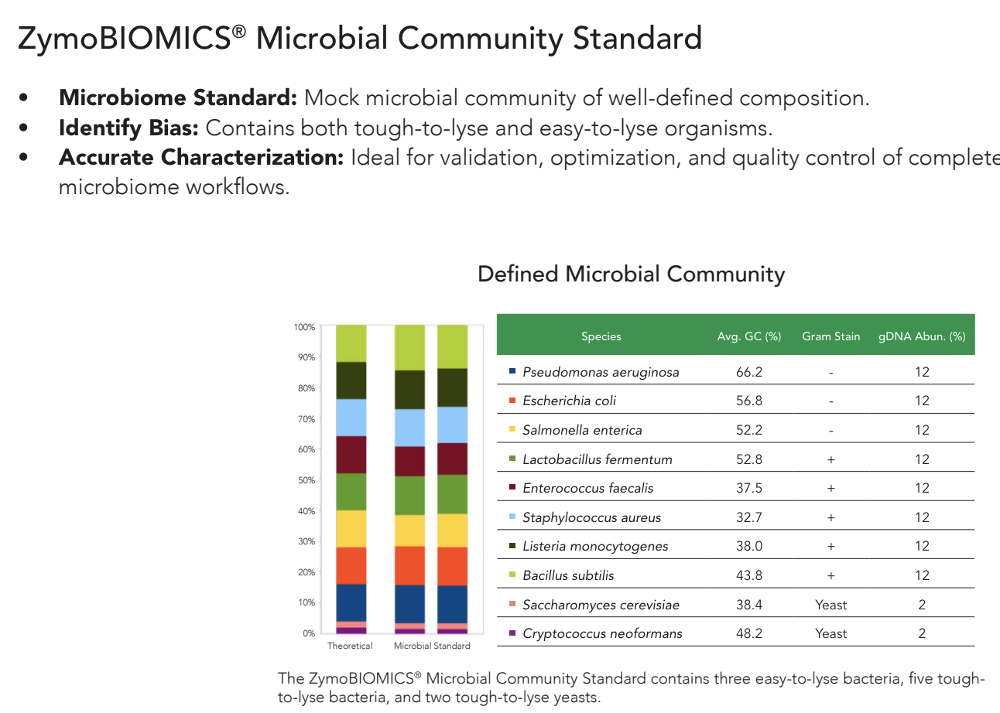 ZymoBIOMICS® Microbial Community Standard
• Microbiome Standard: Mock microbial community of well-defined composition.
• Identify Bias: Contains both tough-to-lyse and easy-to-lyse organisms.
• Accurate Characterization: Ideal for validation, optimization, and quality control of complete
microbiome workflows.
Defined Microbial Community
100%
90%
80%
70%
60%
50%
40%
30%
20%
10%
0%
Theoretical Microbial Standard
Species Avg. GC (%) Gram Stain gDNA Abun. (%)
Pseudomonas aeruginosa 66.2 - 12
Escherichia coli 56.8 - 12
Salmonella enterica 52.2 - 12
Lactobacillus fermentum 52.8 + 12
Enterococcus faecalis 37.5 + 12
Staphylococcus aureus 32.7 + 12
Listeria monocytogenes 38.0 + 12
Bacillus subtilis 43.8 + 12
Saccharomyces cerevisiae 38.4 Yeast 2
Cryptococcus neoformans 48.2 Yeast 2
The ZymoBIOMICS® Microbial Community Standard contains three easy-to-lyse bacteria, five tough-
to-lyse bacteria, and two tough-to-lyse yeasts.